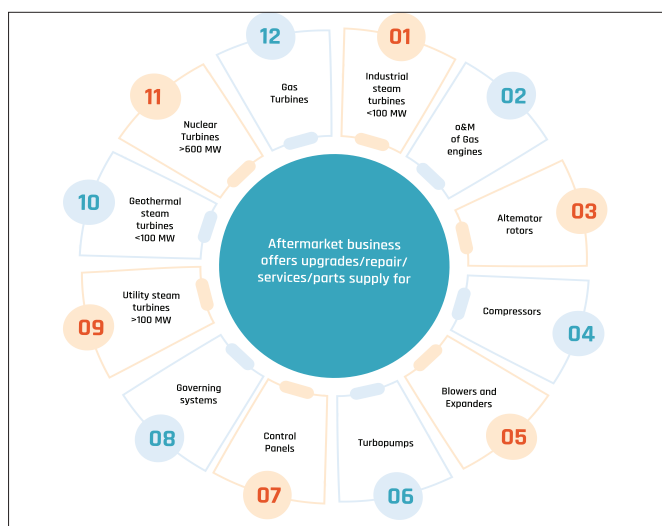 Aftermarket business
offers upgrades/repair/
services/parts supply for
01
Industrial
steam
turbines
<100 MW
02
o&M
of Gas
engines
03
Altemator
rotors
04
Compressors
05
Blowers and
Expanders
06
Turbopumps
07
Control
Panels
08
Governing
systems
09
Utility steam
turbines
>100 MW
10
Geothermal
steam
turbines
<100 MW
11
Nuclear
Turbines
>600 MW
12
Gas
Turbines